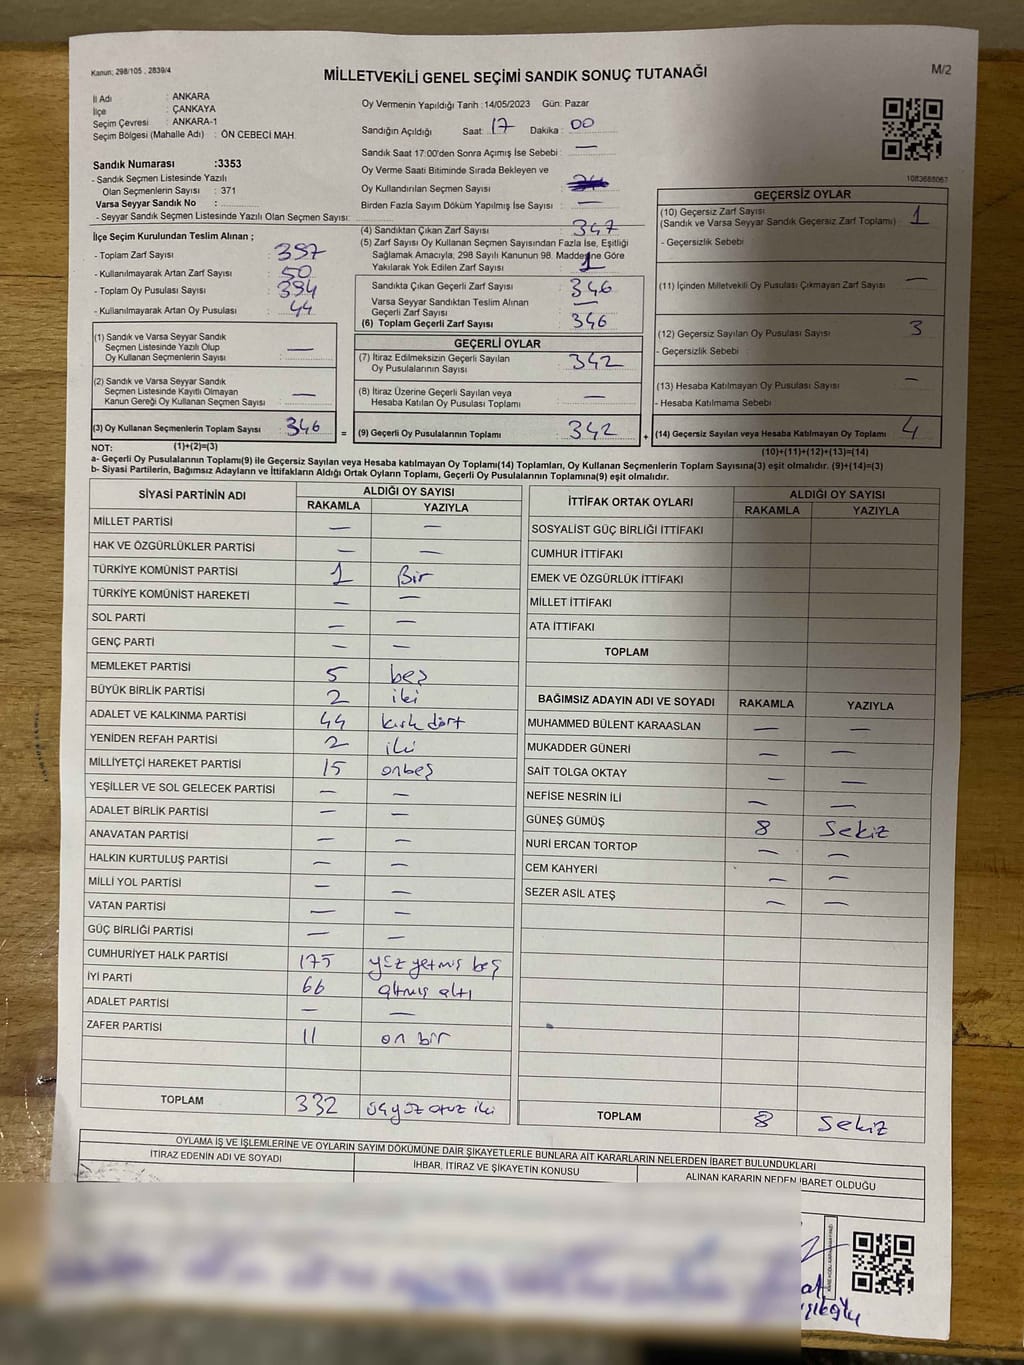 Kanun; 298/105 , 2839/4
MİLLETVEKİLİ GENEL SEÇİMİ SANDIK SONUÇ TUTANAĞI
M/2
İl Adı : ANKARA
İlçe : ÇANKAYA
Seçim Çevresi : ANKARA-1
Seçim Bölgesi (Mahalle Adı) : ÖN CEBECİ MAH.
Sandık Numarası :3353
- Sandık Seçmen Listesinde Yazılı
Olan Seçmenlerin Sayısı : 371
Varsa Seyyar Sandık No :
- Seyyar Sandık Seçmen Listesinde Yazılı Olan Seçmen Sayısı:
Oy Vermenin Yapıldığı Tarih :14/05/2023 Gün: Pazar
Sandığın Açıldığı Saat: 17 Dakika : 00
Sandık Saat 17:00'den Sonra Açımış İse Sebebi : —
Oy Verme Saati Bitiminde Sırada Bekleyen ve
Oy Kullandırılan Seçmen Sayısı :
Birden Fazla Sayım Döküm Yapılmış İse Sayısı : —
1083688067
İlçe Seçim Kurulundan Teslim Alınan ;
- Toplam Zarf Sayısı : 397
- Kullanılmayarak Artan Zarf Sayısı : 50
- Toplam Oy Pusulası Sayısı : 394
- Kullanılmayarak Artan Oy Pusulası : 44
(4) Sandıktan Çıkan Zarf Sayısı : 347
(5) Zarf Sayısı Oy Kullanan Seçmen Sayısından Fazla İse, Eşitliği
Sağlamak Amacıyla, 298 Sayılı Kanunun 98. Maddesine Göre
Yakılarak Yok Edilen Zarf Sayısı : 1
Sandıkta Çıkan Geçerli Zarf Sayısı : 346
Varsa Seyyar Sandıktan Teslim Alınan
Geçerli Zarf Sayısı : —
(6) Toplam Geçerli Zarf Sayısı : 346
GEÇERSİZ OYLAR
(10) Geçersiz Zarf Sayısı
(Sandık ve Varsa Seyyar Sandık Geçersiz Zarf Toplamı) : 1
- Geçersizlik Sebebi :
(11) İçinden Milletvekili Oy Pusulası Çıkmayan Zarf Sayısı : —
(12) Geçersiz Sayılan Oy Pusulası Sayısı : 3
- Geçersizlik Sebebi :
(13) Hesaba Katılmayan Oy Pusulası Sayısı : —
- Hesaba Katılmama Sebebi :
(14) Geçersiz Sayılan veya Hesaba Katılmayan Oy Toplamı : 4
(1) Sandık ve Varsa Seyyar Sandık
Seçmen Listesinde Yazılı Olup
Oy Kullanan Seçmenlerin Sayısı : —
(2) Sandık ve Varsa Seyyar Sandık
Seçmen Listesinde Kayıtlı Olmayan
Kanun Gereği Oy Kullanan Seçmen Sayısı : —
(3) Oy Kullanan Seçmenlerin Toplam Sayısı : 346
GEÇERLİ OYLAR
(7) İtiraz Edilmeksizin Geçerli Sayılan
Oy Pusulalarının Sayısı : 342
(8) İtiraz Üzerine Geçerli Sayılan veya
Hesaba Katılan Oy Pusulası Toplamı : —
(9) Geçerli Oy Pusulalarının Toplamı : 342
= +
NOT: (1)+(2)=(3)
(10)+(11)+(12)+(13)=(14)
a- Geçerli Oy Pusulalarının Toplamı(9) ile Geçersiz Sayılan veya Hesaba katılmayan Oy Toplamı(14) Toplamları, Oy Kullanan Seçmenlerin Toplam Sayısına(3) eşit olmalıdır. (9)+(14)=(3)
b- Siyasi Partilerin, Bağımsız Adayların ve İttifakların Aldığı Ortak Oyların Toplamı, Geçerli Oy Pusulalarının Toplamına(9) eşit olmalıdır.
SİYASİ PARTİNİN ADI ALDIĞI OY SAYISI
RAKAMLA YAZIYLA
MİLLET PARTİSİ — —
HAK VE ÖZGÜRLÜKLER PARTİSİ — —
TÜRKİYE KOMÜNİST PARTİSİ 1 Bir
TÜRKİYE KOMÜNİST HAREKETİ — —
SOL PARTİ — —
GENÇ PARTİ — —
MEMLEKET PARTİSİ 5 beş
BÜYÜK BİRLİK PARTİSİ 2 iki
ADALET VE KALKINMA PARTİSİ 44 kırk dört
YENİDEN REFAH PARTİSİ 2 iki
MİLLİYETÇİ HAREKET PARTİSİ 15 onbeş
YEŞİLLER VE SOL GELECEK PARTİSİ — —
ADALET BİRLİK PARTİSİ — —
ANAVATAN PARTİSİ — —
HALKIN KURTULUŞ PARTİSİ — —
MİLLİ YOL PARTİSİ — —
VATAN PARTİSİ — —
GÜÇ BİRLİĞİ PARTİSİ — —
CUMHURİYET HALK PARTİSİ 175 yüz yetmiş beş
İYİ PARTİ 66 altmış altı
ADALET PARTİSİ — —
ZAFER PARTİSİ 11 on bir
TOPLAM 332 üçyüz otuz iki
İTTİFAK ORTAK OYLARI ALDIĞI OY SAYISI
RAKAMLA YAZIYLA
SOSYALİST GÜÇ BİRLİĞİ İTTİFAKI
CUMHUR İTTİFAKI
EMEK VE ÖZGÜRLÜK İTTİFAKI
MİLLET İTTİFAKI
ATA İTTİFAKI
TOPLAM
BAĞIMSIZ ADAYIN ADI VE SOYADI RAKAMLA YAZIYLA
MUHAMMED BÜLENT KARAASLAN — —
MUKADDER GÜNERİ — —
SAİT TOLGA OKTAY — —
NEFİSE NESRİN İLİ — —
GÜNEŞ GÜMÜŞ 8 Sekiz
NURİ ERCAN TORTOP — —
CEM KAHYERİ — —
SEZER ASİL ATEŞ — —
TOPLAM 8 Sekiz
OYLAMA İŞ VE İŞLEMLERİNE VE OYLARIN SAYIM DÖKÜMÜNE DAİR ŞİKAYETLERLE BUNLARA AİT KARARLARIN NELERDEN İBARET BULUNDUKLARI
İTİRAZ EDENİN ADI VE SOYADI İHBAR, İTİRAZ VE ŞİKAYETİN KONUSU ALINAN KARARIN NEDEN İBARET OLDUĞU